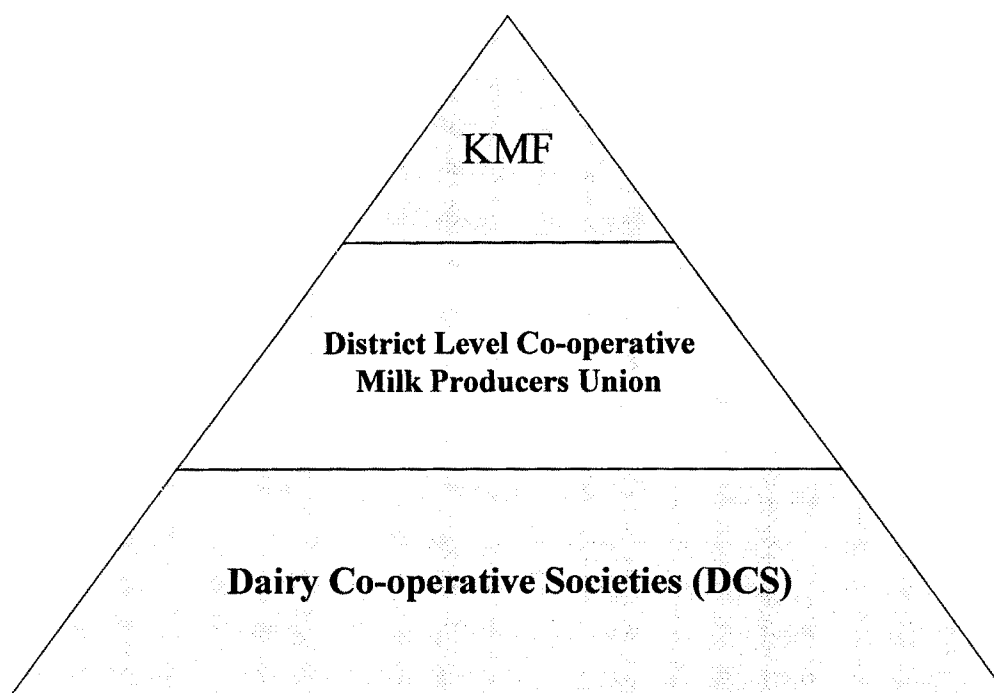 KMF
District Level Co-operative
Milk Producers Union
Dairy Co-operative Societies (DCS)